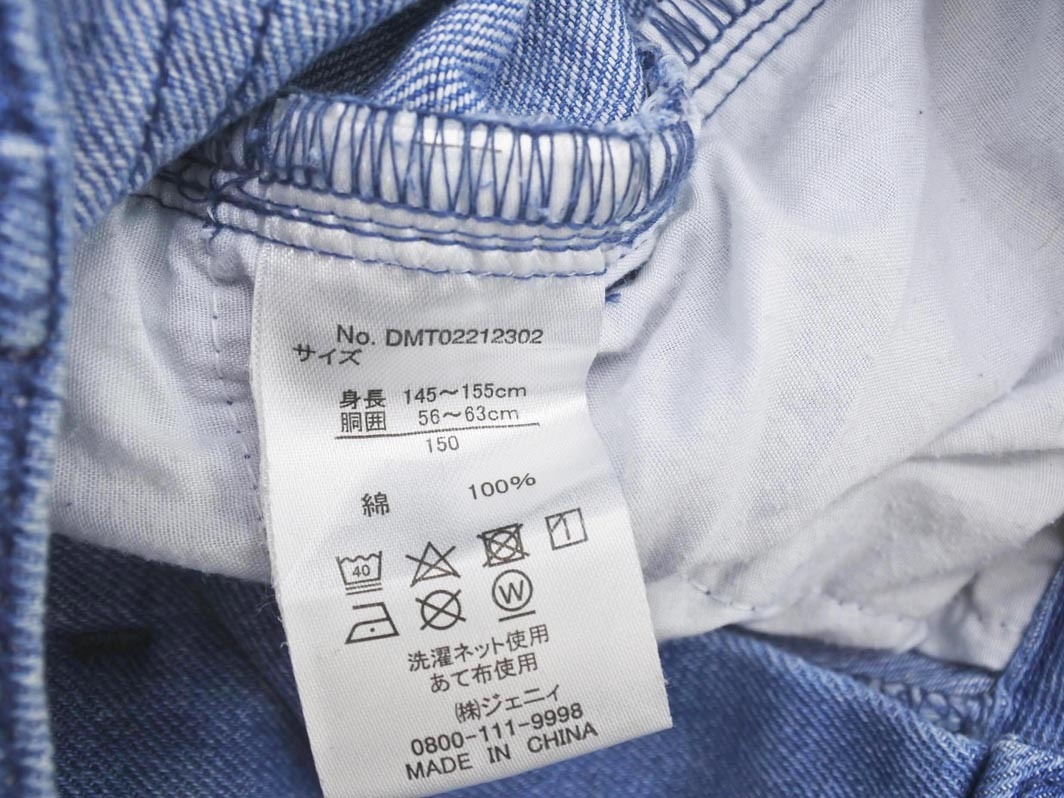 No. DMT02212302
サイズ
身長 145～155cm
胴囲 56～63cm
150
綿 100%
40
W
洗濯ネット使用
あて布使用
㈱ジェニィ
0800-111-9998
MADE IN CHINA